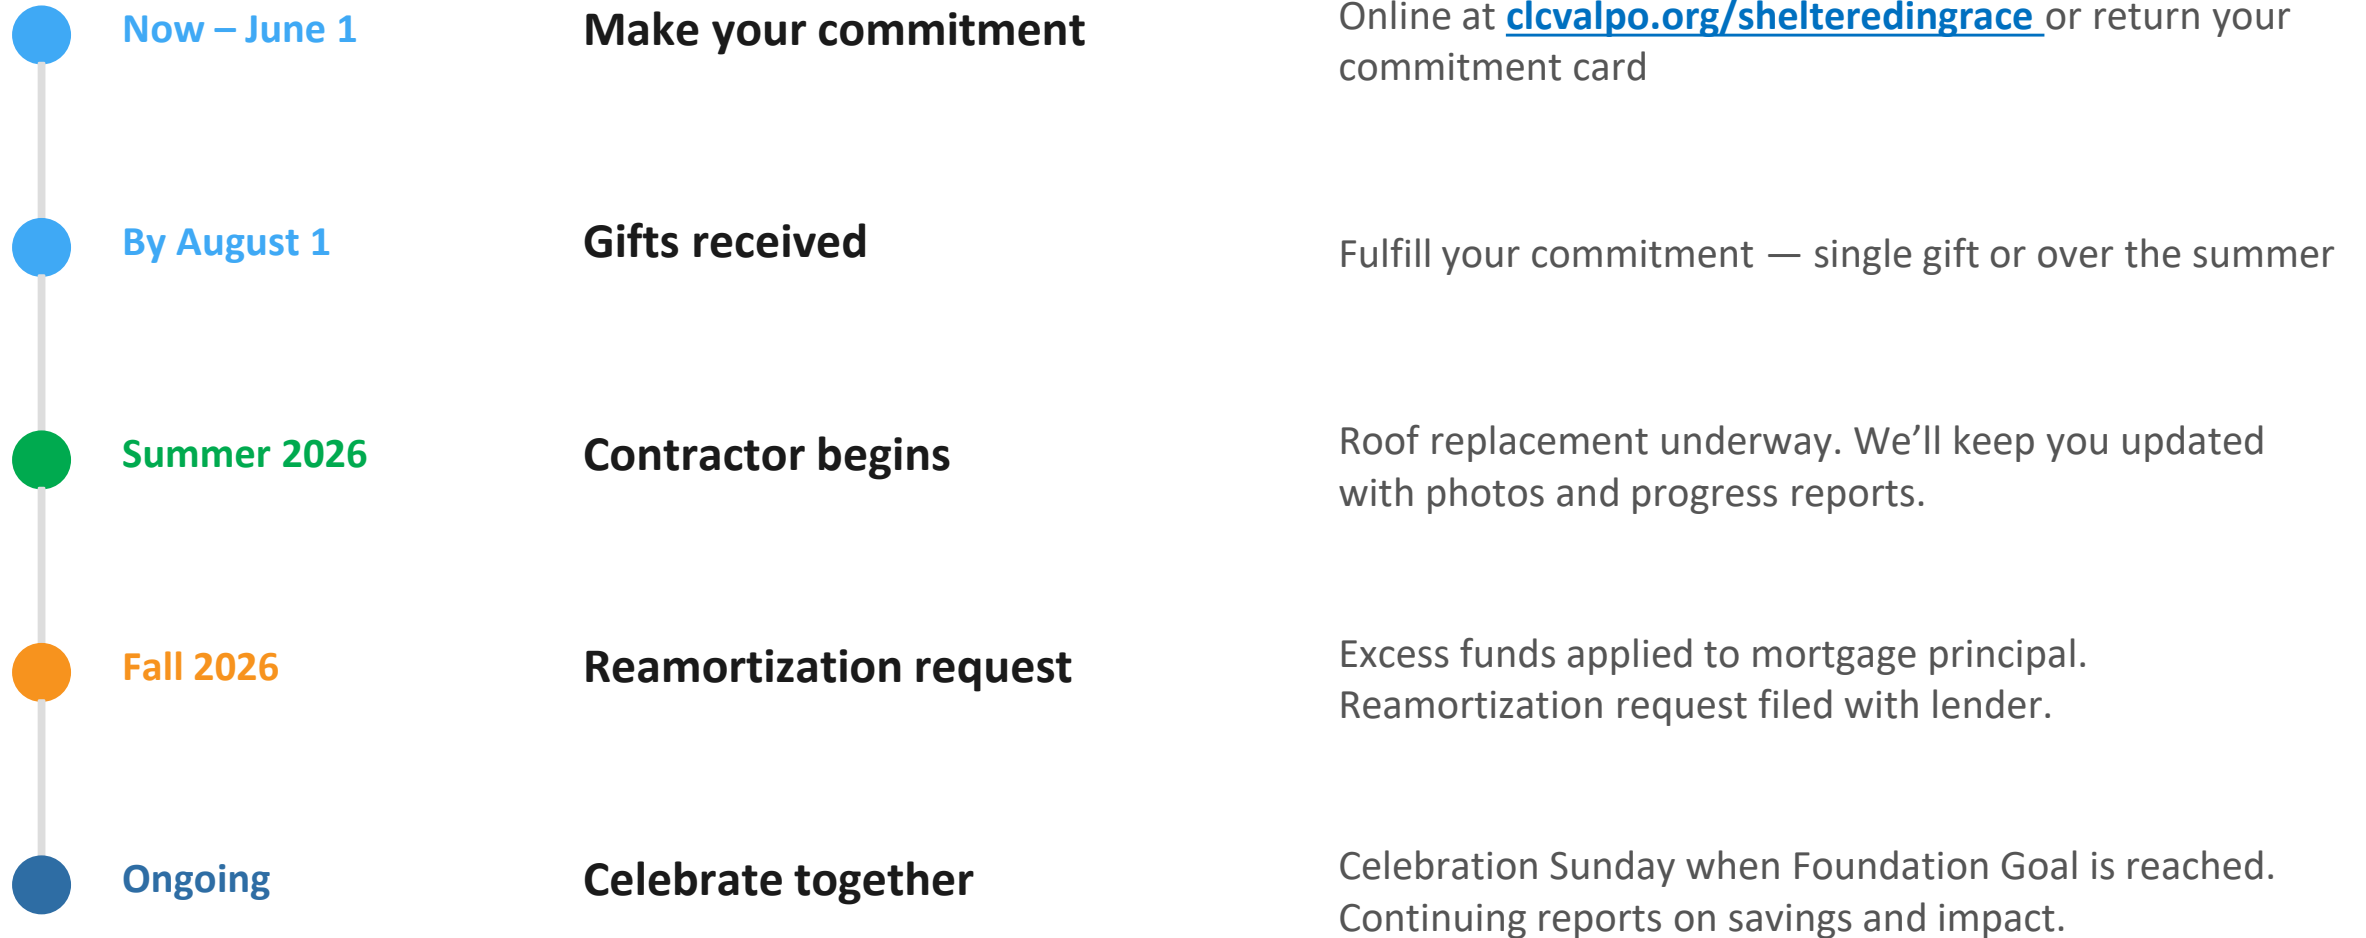 Now – June 1
Make your commitment
Online at clcvalpo.org/shelteredingrace or return your
commitment card
By August 1
Gifts received
Fulfill your commitment — single gift or over the summer
Summer 2026
Contractor begins
Roof replacement underway. We’ll keep you updated
with photos and progress reports.
Fall 2026
Reamortization request
Excess funds applied to mortgage principal.
Reamortization request filed with lender.
Ongoing
Celebrate together
Celebration Sunday when Foundation Goal is reached.
Continuing reports on savings and impact.